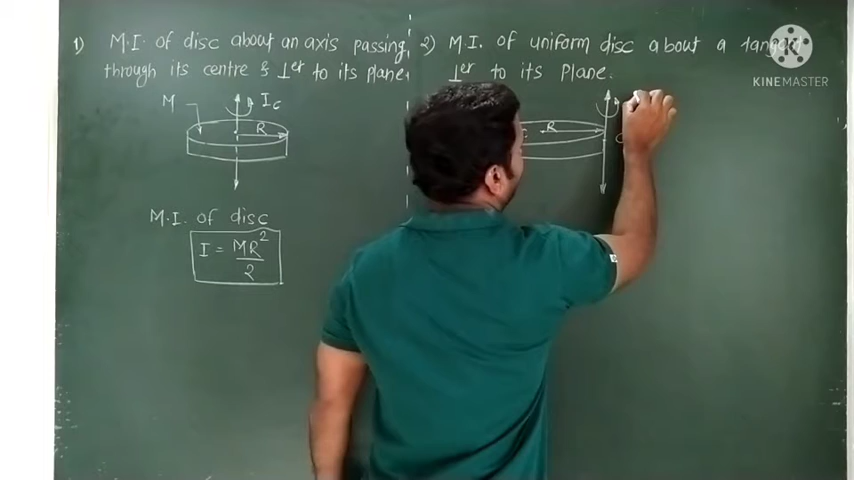 1) M.I. of disc about an axis passing
through its centre & ⊥er to its plane.
M
Ic
R
M.I. of disc
I = MR²/2
2) M.I. of uniform disc about a tangent
⊥er to its plane.
R
KINEMASTER